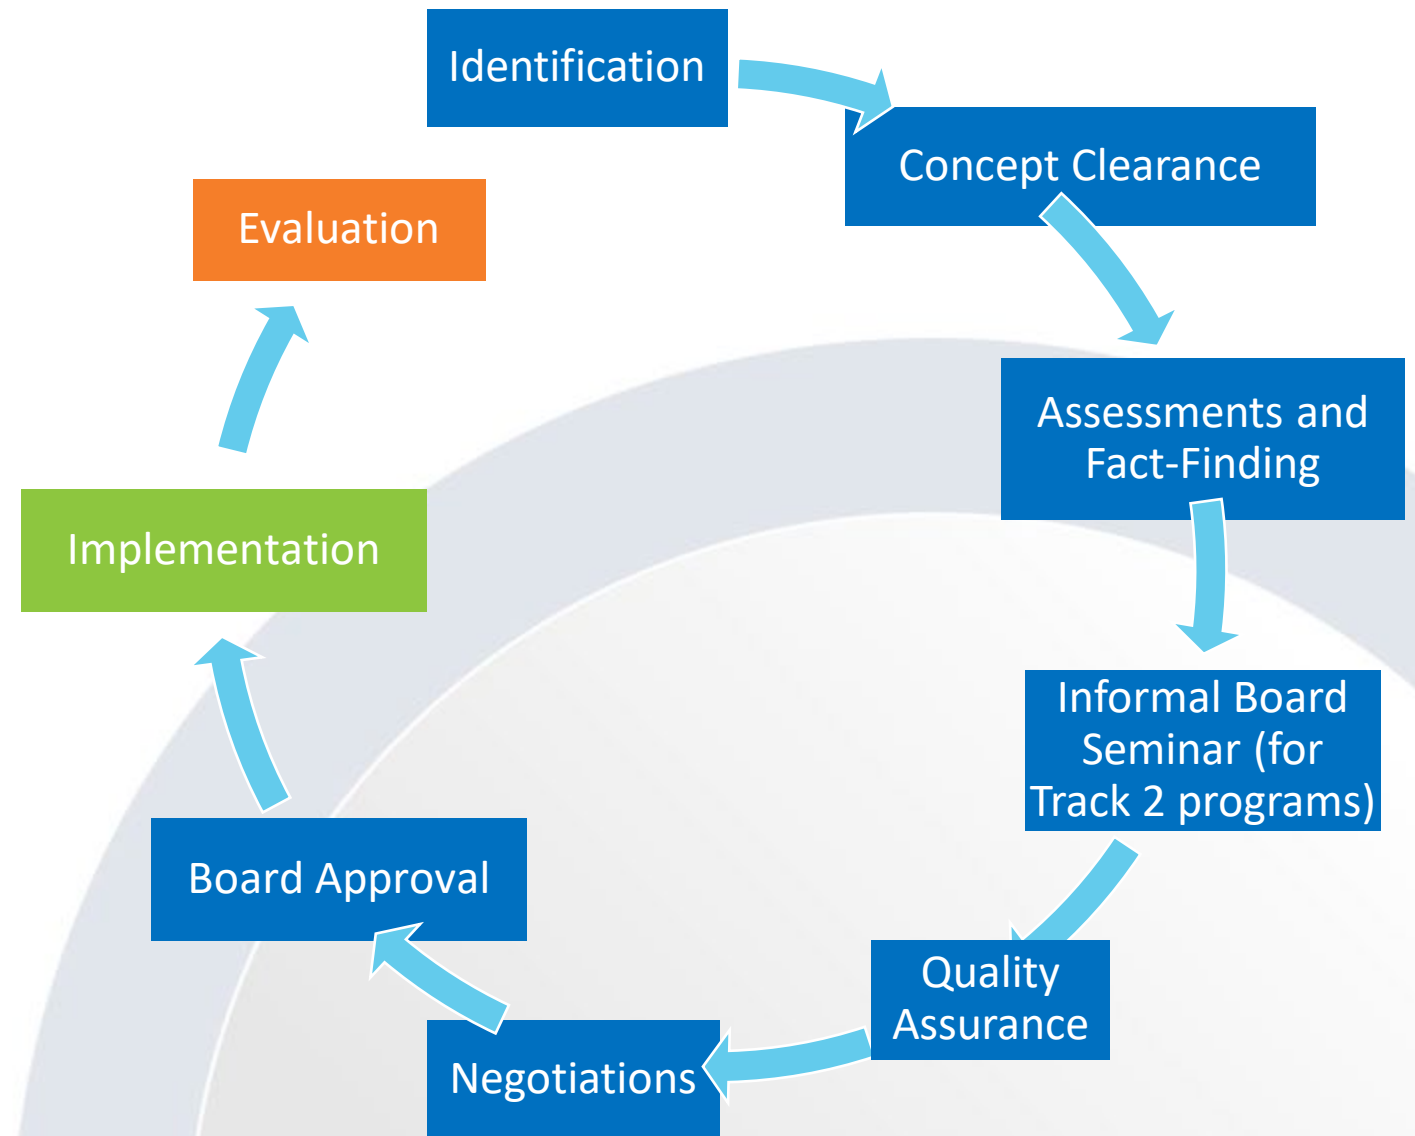 Identification
Concept Clearance
Assessments and
Fact-Finding
Informal Board
Seminar (for
Track 2 programs)
Quality
Assurance
Negotiations
Board Approval
Implementation
Evaluation